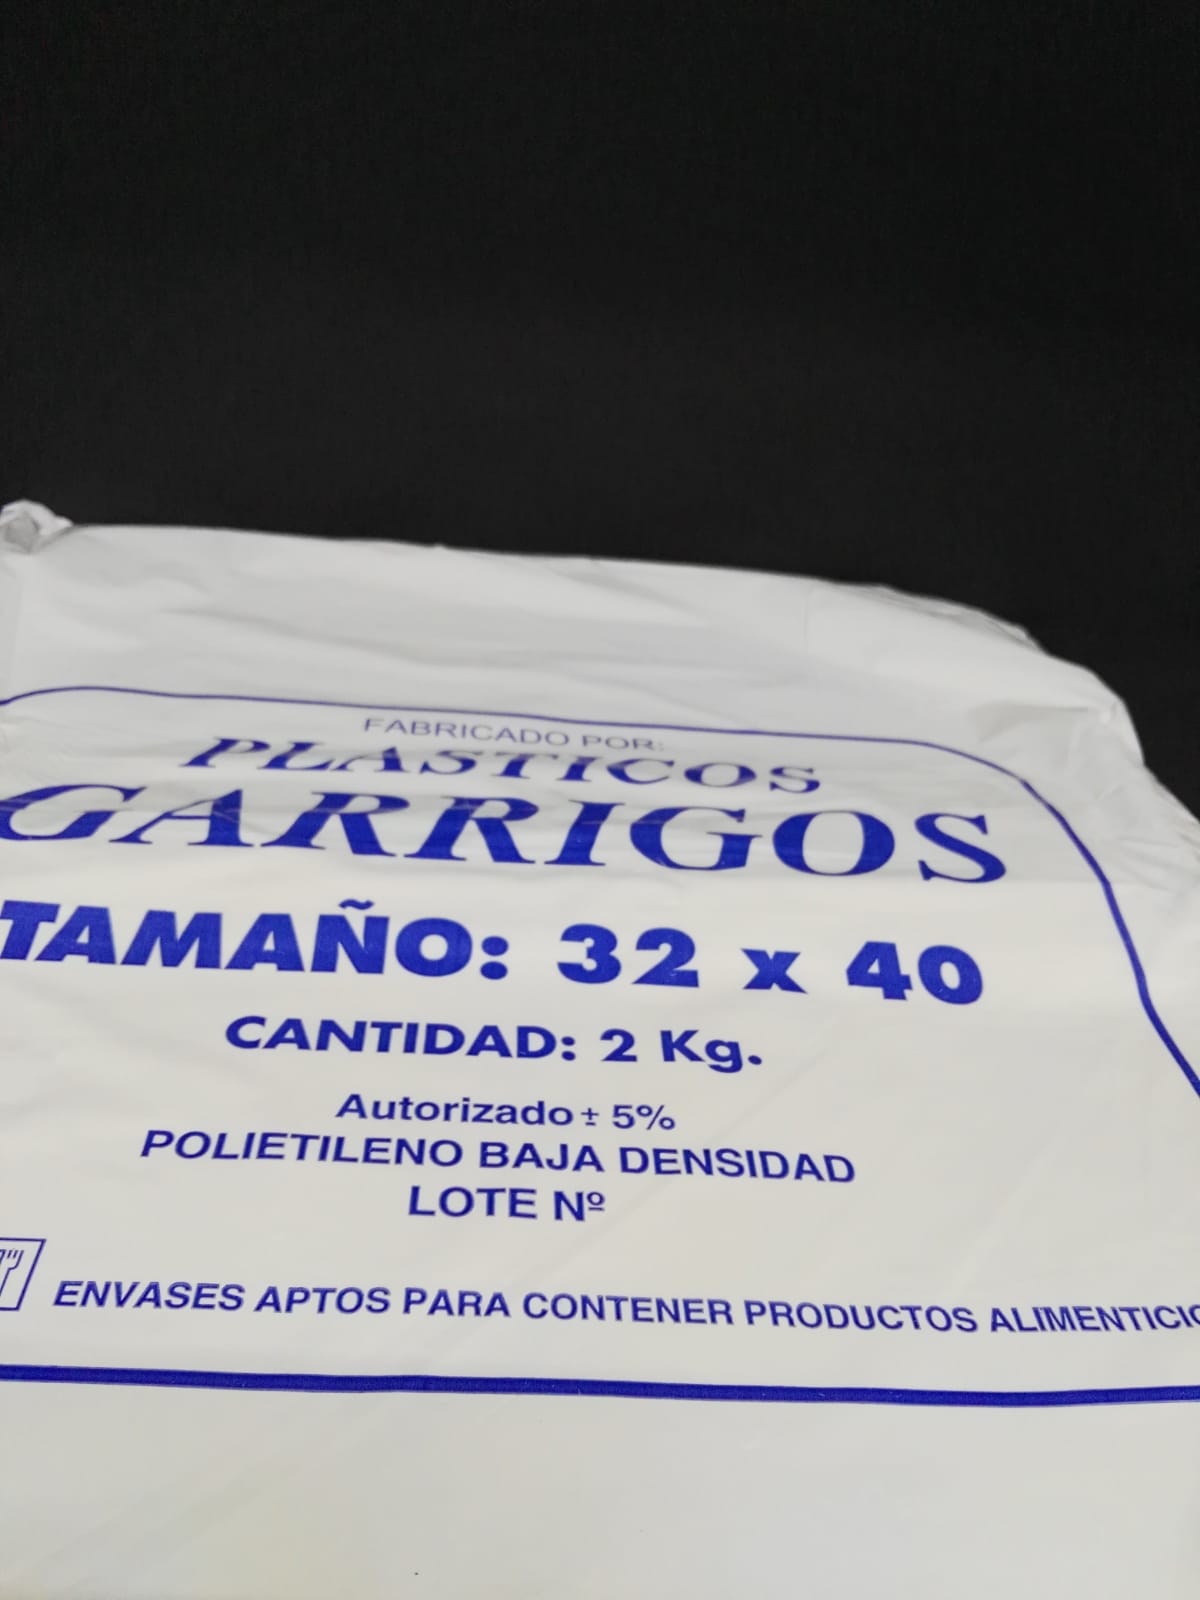 FABRICADO POR:
PLASTICOS
GARRIGOS
TAMAÑO: 32 x 40
CANTIDAD: 2 Kg.
Autorizado ± 5%
POLIETILENO BAJA DENSIDAD
LOTE Nº
ENVASES APTOS PARA CONTENER PRODUCTOS ALIMENTICIO